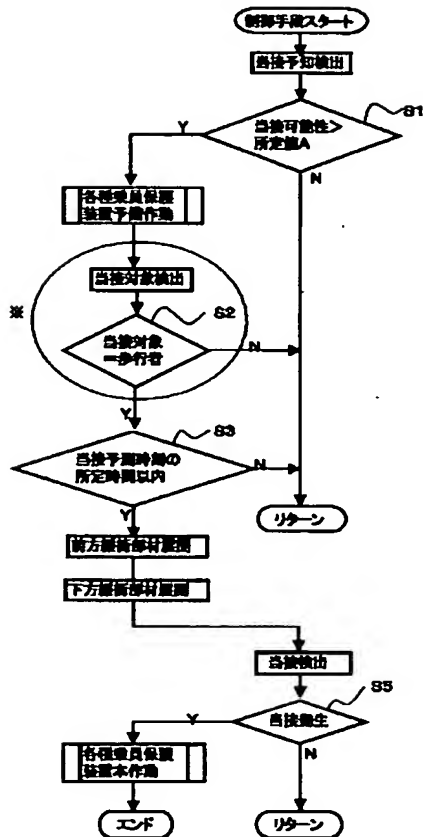 制御手段スタート
当接予知検出
S1
当接可能性>
所定値A
Y
N
各種乗員保護
装置予備作動
※
当接対象検出
S2
当接対象
=歩行者
N
Y
S3
当接予測時刻の
所定時間以内
N
Y
リターン
前方緩衝部材展開
下方緩衝部材展開
当接検出
S5
当接発生
Y
N
各種乗員保護
装置本作動
エンド
リターン